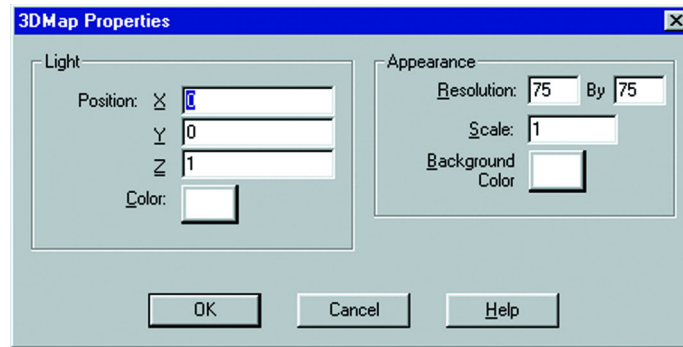 3DMap Properties
Light
Position: X 0
Y 0
Z 1
Color:
Appearance
Resolution: 75 By 75
Scale: 1
Background
Color
OK Cancel Help